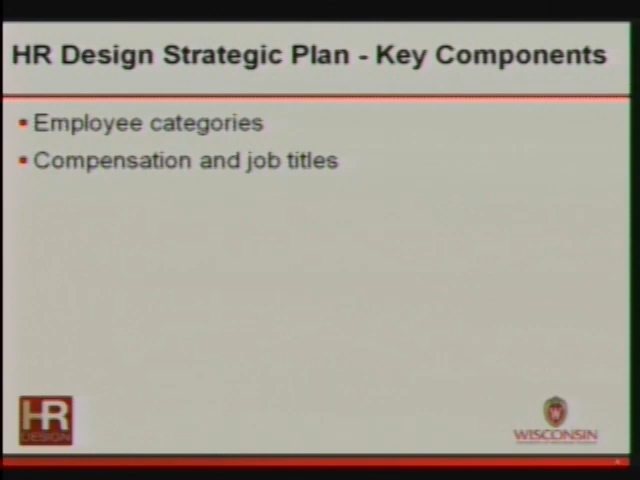 HR Design Strategic Plan - Key Components
Employee categories
Compensation and job titles
HR
DESIGN
W
WISCONSIN